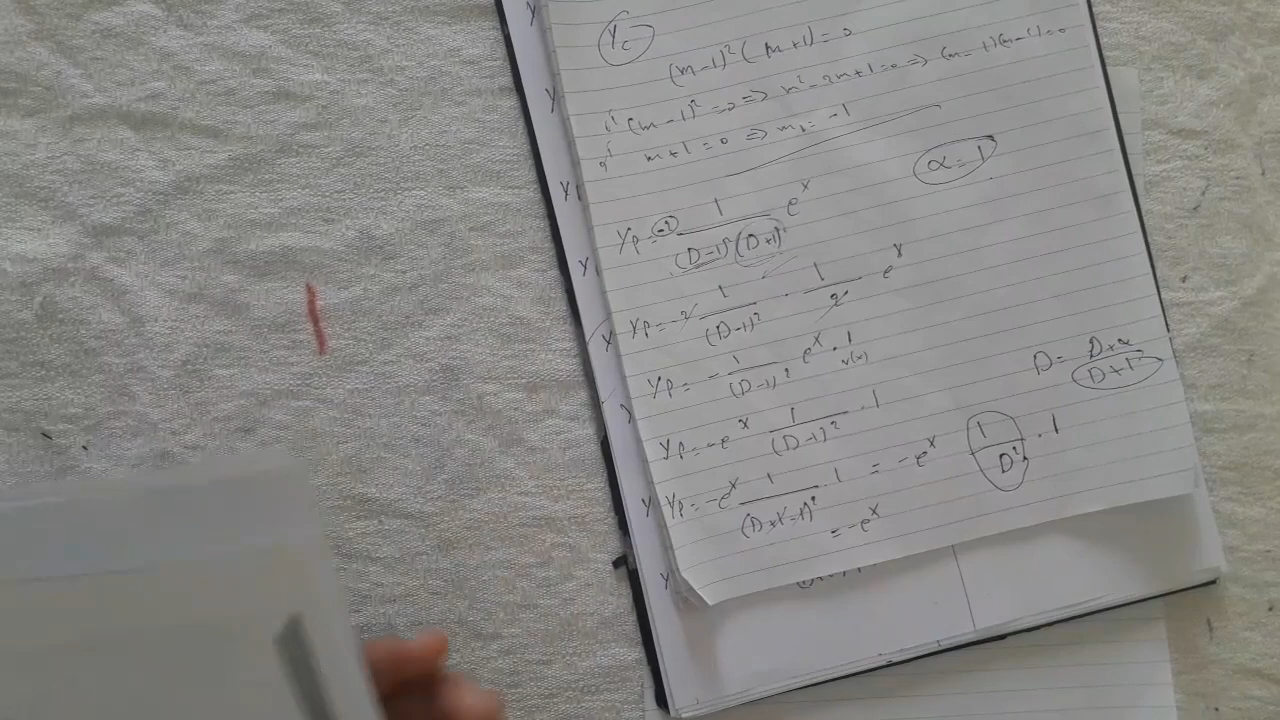 Yc
(m-1)² (m+1) = 0
(m-1)² = 0 => m² - 2m + 1 = 0 => (m-1)(m-1) = 0
m+1 = 0 => m₃ = -1
α = 1
Yp = -2 1/((D-1)² (D+1)) eˣ
Yp = -2 1/(D-1)² · 1/2 eˣ
Yp = - 1/(D-1)² eˣ · 1
v(x)
D = D+α
D+1
Yp = -eˣ 1/(D-1)² · 1
Yp = -eˣ 1/(D+1-1)² · 1 = -eˣ 1/D² · 1
= -eˣ